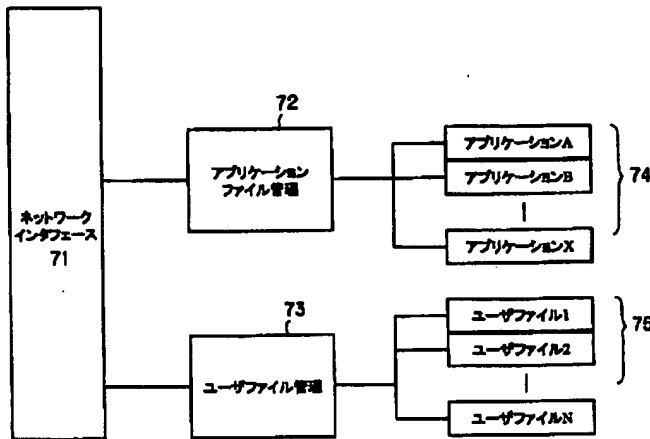 ネットワーク
インタフェース
71
72
アプリケーション
ファイル管理
アプリケーションA
アプリケーションB
アプリケーションX
74
73
ユーザファイル管理
ユーザファイル1
ユーザファイル2
ユーザファイルN
75